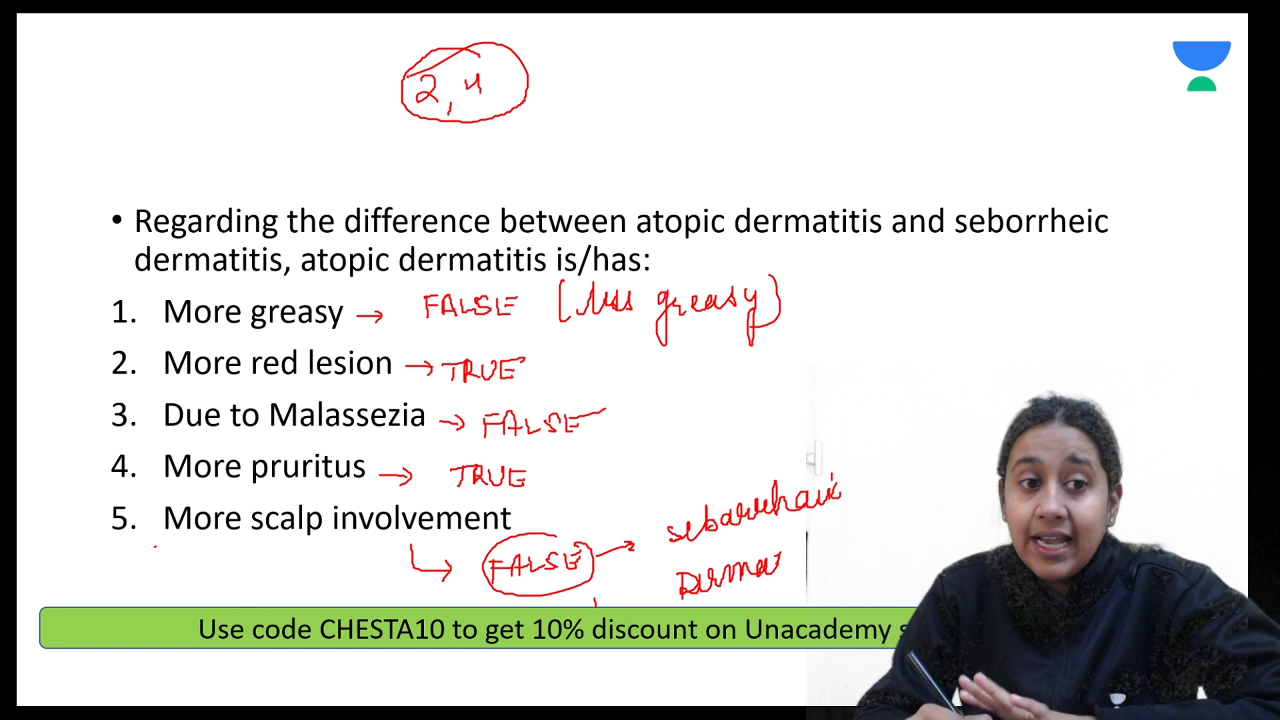 2, 4
• Regarding the difference between atopic dermatitis and seborrheic
dermatitis, atopic dermatitis is/has:
1. More greasy → FALSE (less greasy)
2. More red lesion → TRUE
3. Due to Malassezia → FALSE
4. More pruritus → TRUE
5. More scalp involvement
FALSE →
Use code CHESTA10 to get 10% discount on Unacademy s